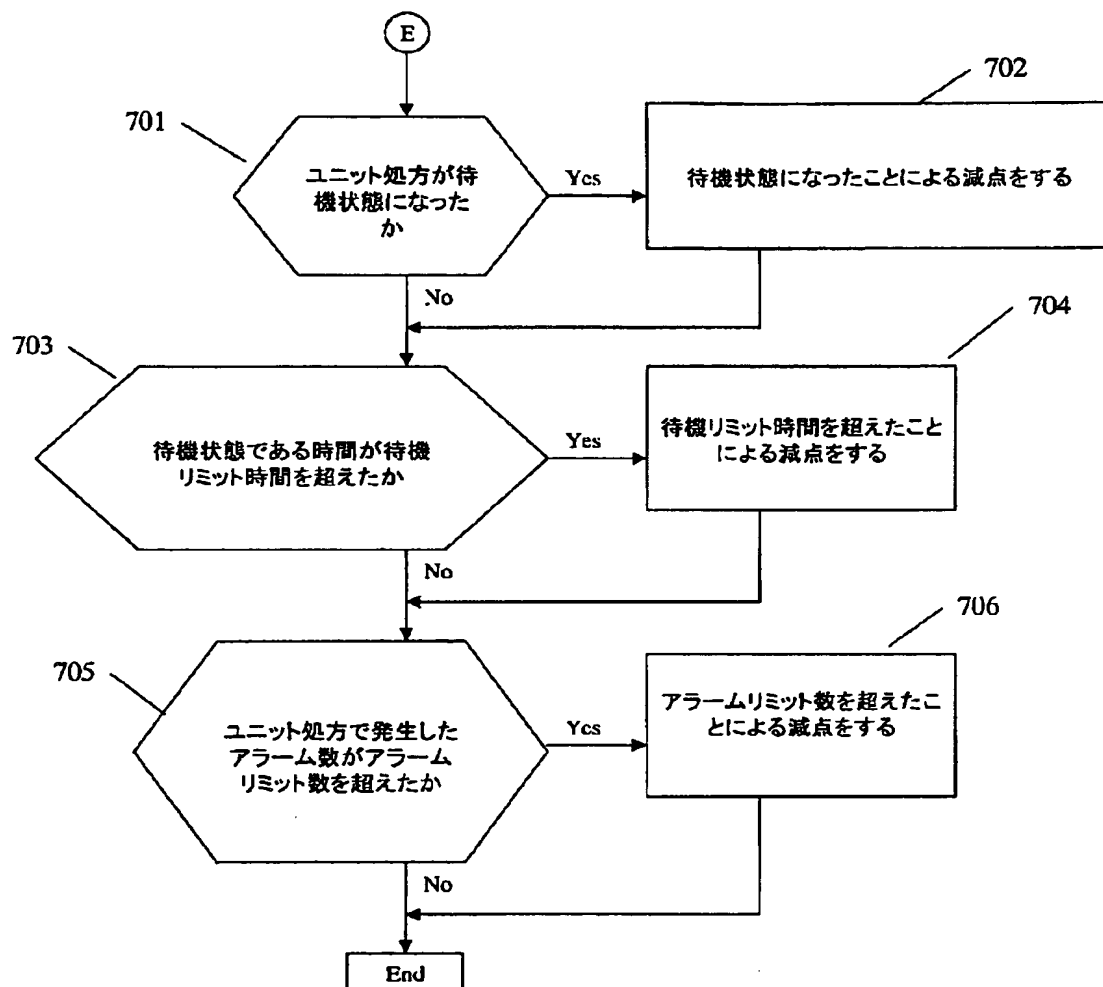 E
702
701
ユニット処方が待
機状態になった
か
Yes
待機状態になったことによる減点をする
No
704
703
待機状態である時間が待機
リミット時間を超えたか
Yes
待機リミット時間を超えたこと
による減点をする
No
706
705
ユニット処方で発生した
アラーム数がアラーム
リミット数を超えたか
Yes
アラームリミット数を超えたこ
とによる減点をする
No
End